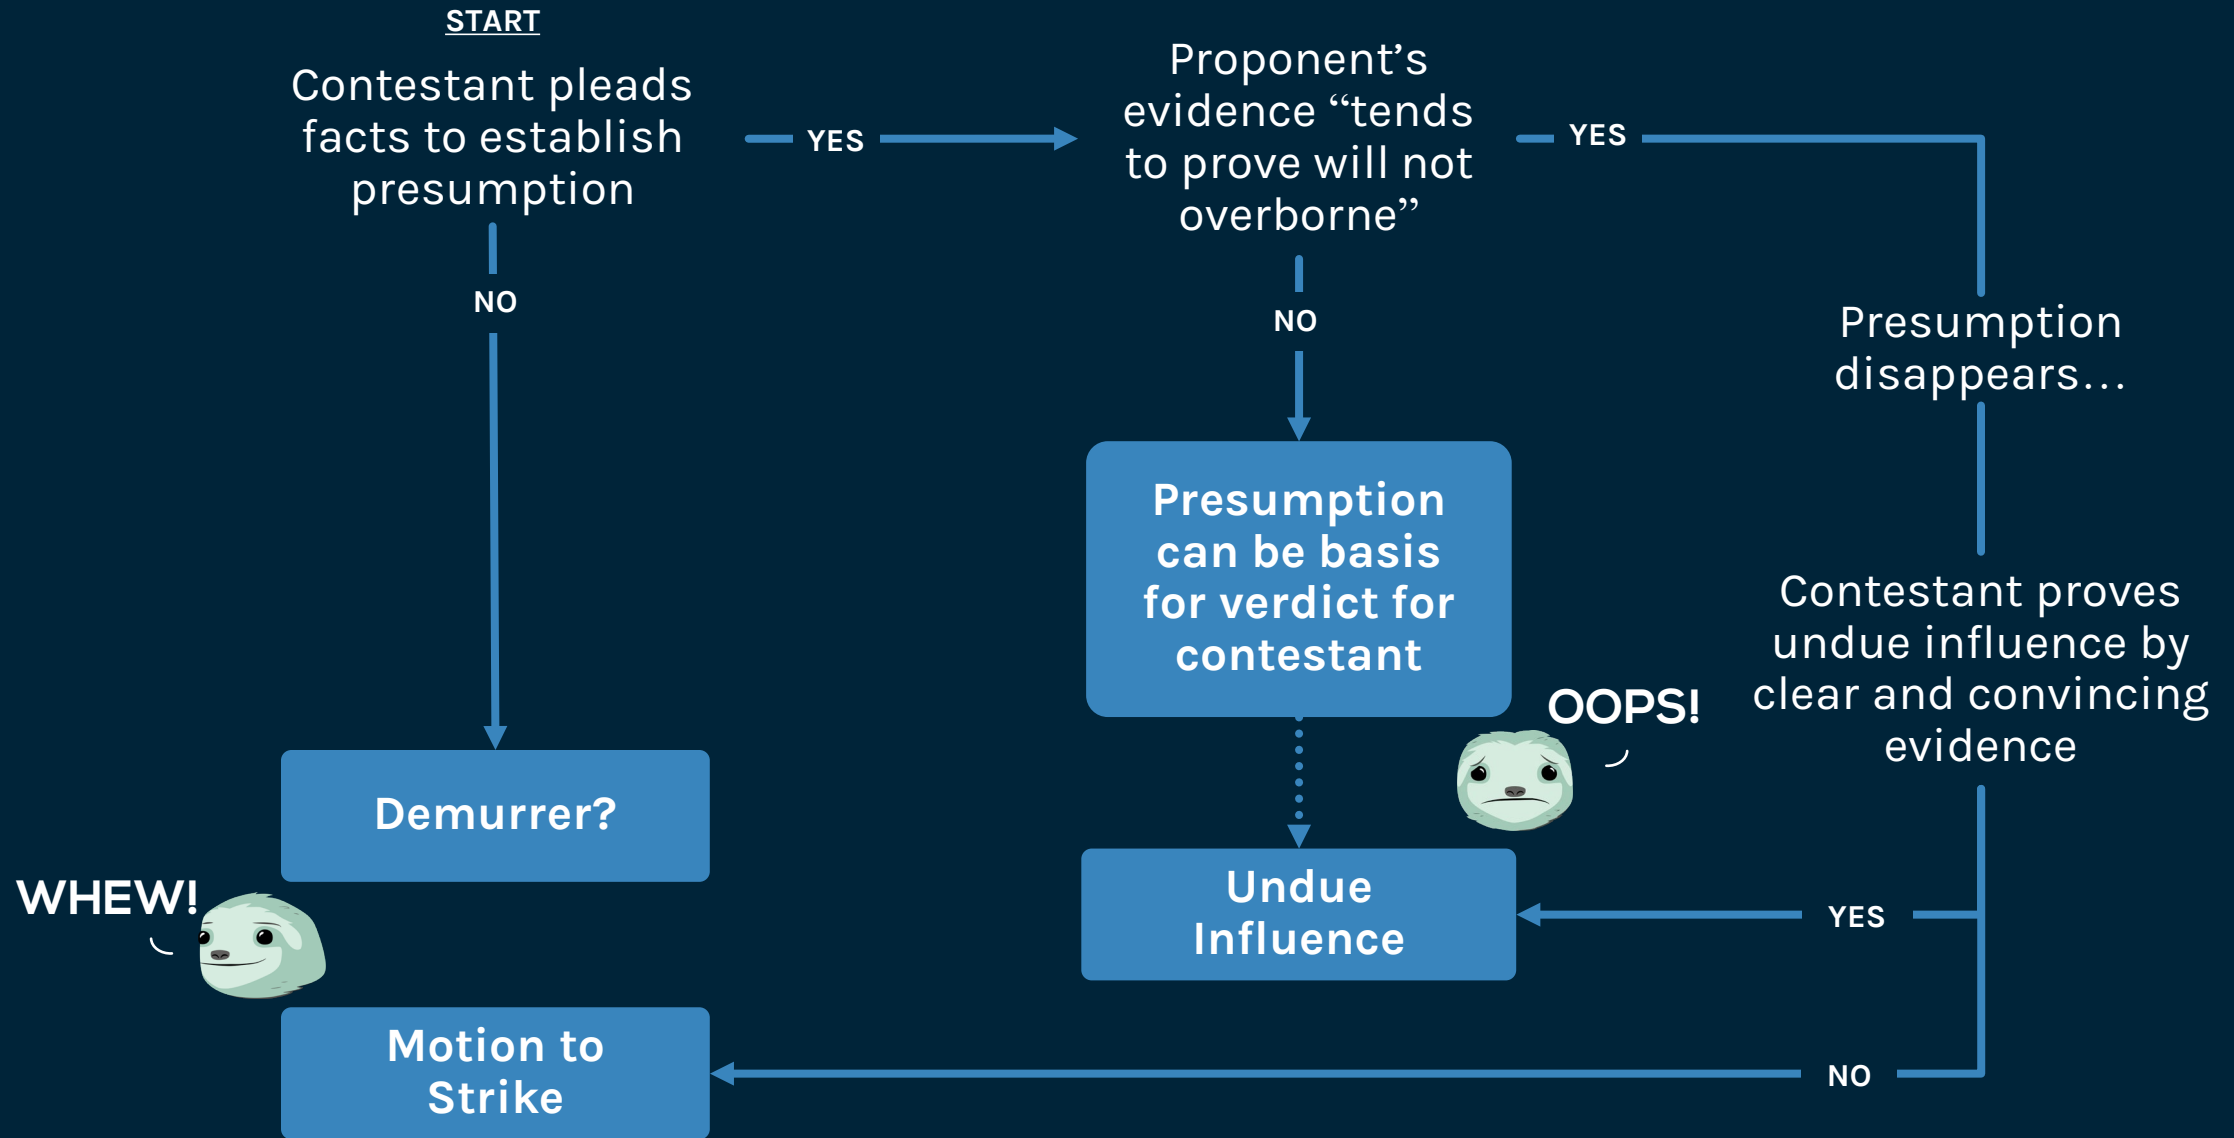 START
Contestant pleads
facts to establish
presumption
YES
NO
Proponent’s
evidence “tends
to prove will not
overborne”
YES
NO
Presumption
disappears...
Presumption
can be basis
for verdict for
contestant
OOPS!
Contestant proves
undue influence by
clear and convincing
evidence
Demurrer?
WHEW!
Undue
Influence
YES
Motion to
Strike
NO